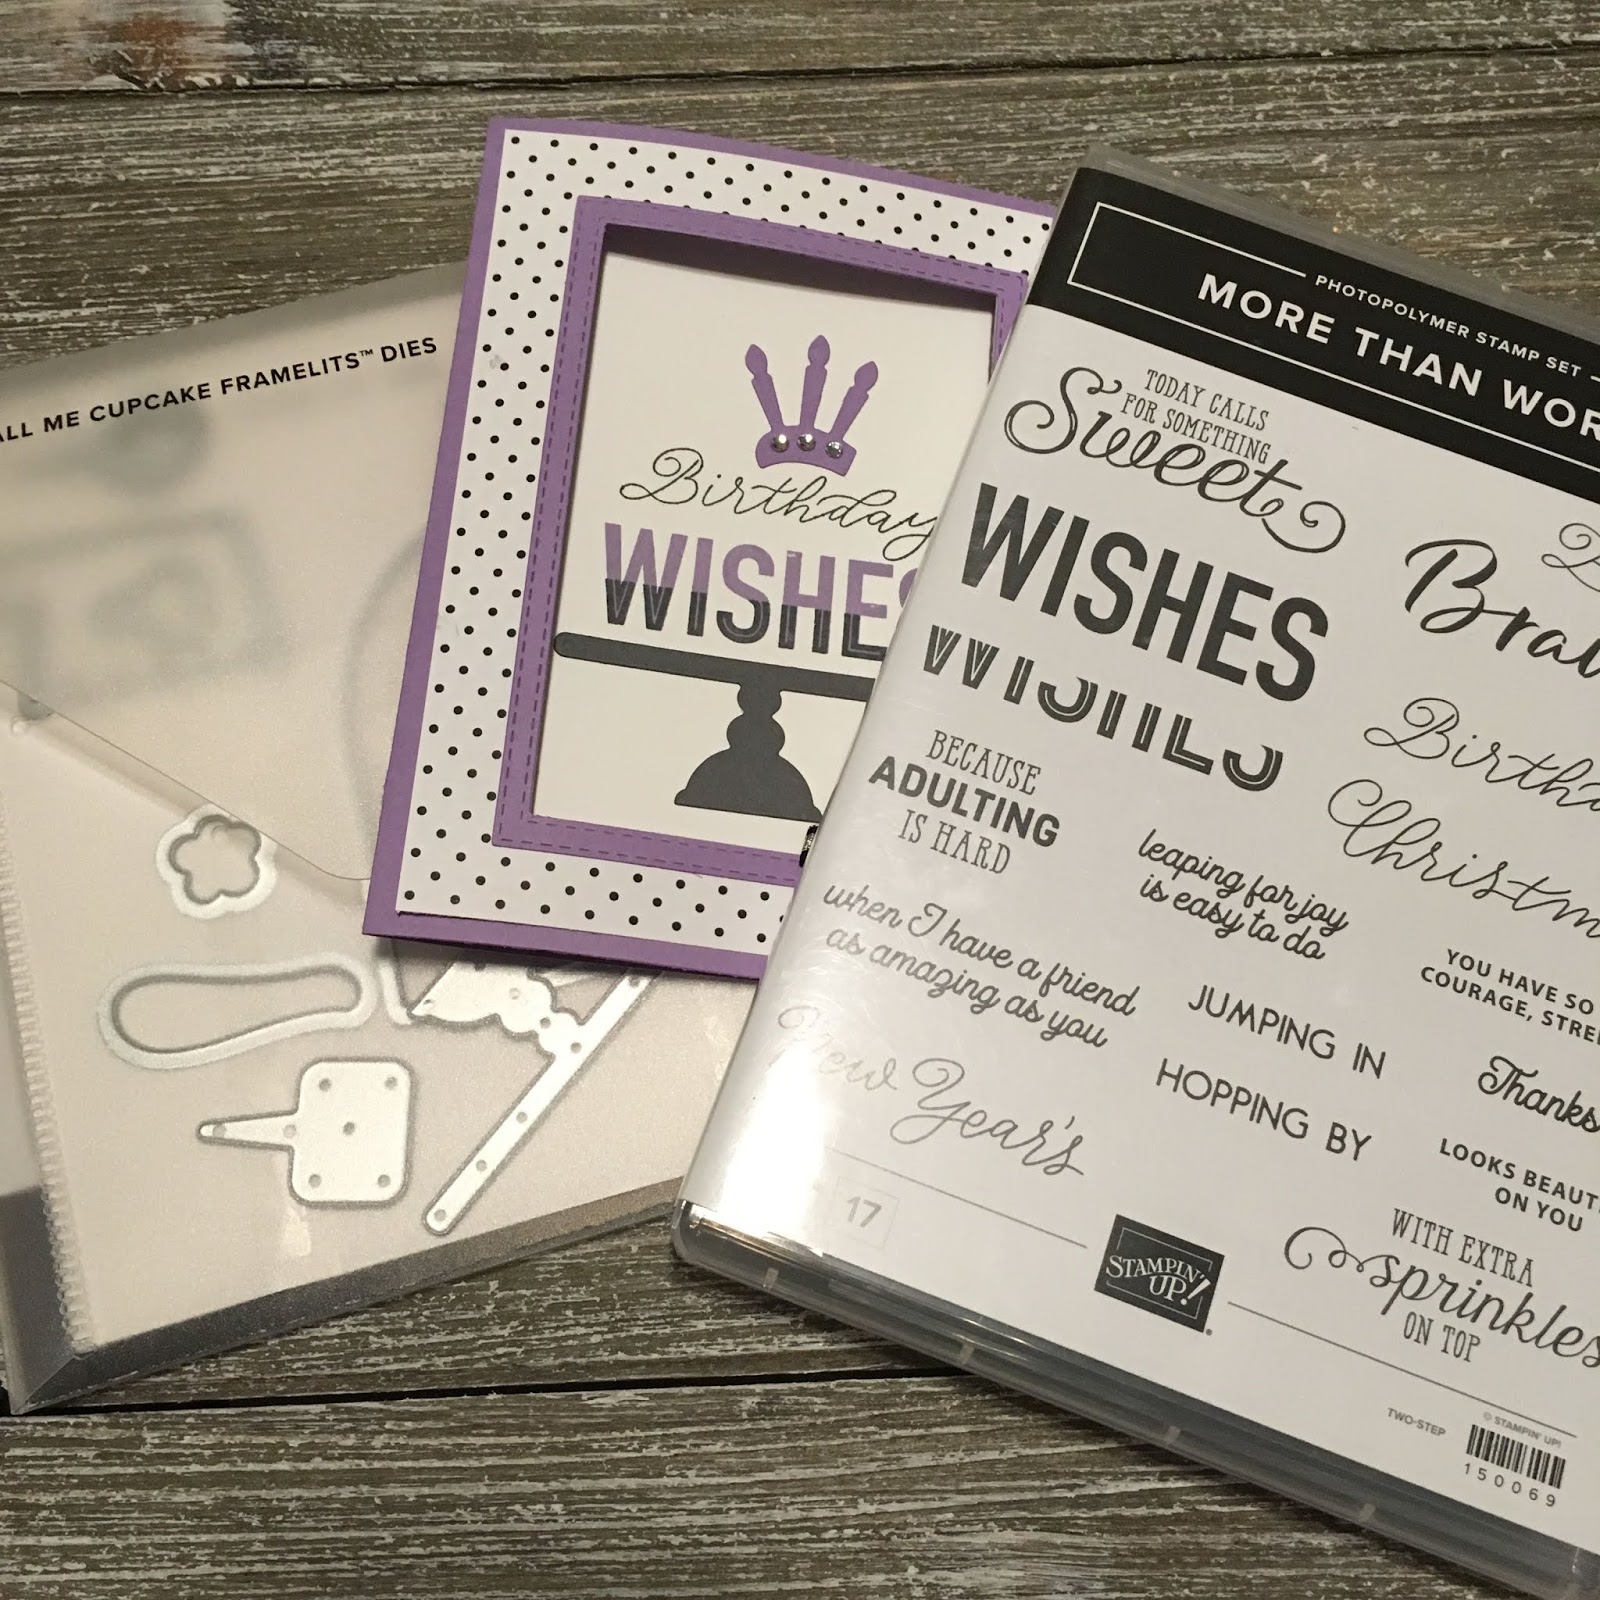 ALL ME CUPCAKE FRAMELITS™ DIES
Birthday
WISHES
PHOTOPOLYMER STAMP SET
MORE THAN WOR
TODAY CALLS
FOR SOMETHING
Sweet
WISHES
WISHES
BECAUSE
ADULTING
IS HARD
when I have a friend
as amazing as you
New Year's
17
Birthda
Christm
leaping for joy
is easy to do
JUMPING IN
HOPPING BY
YOU HAVE SO
COURAGE, STRE
Thanks
LOOKS BEAUT
ON YOU
WITH EXTRA
sprinkles
ON TOP
STAMPIN'
UP!
TWO-STEP
© STAMPIN' UP!
150069